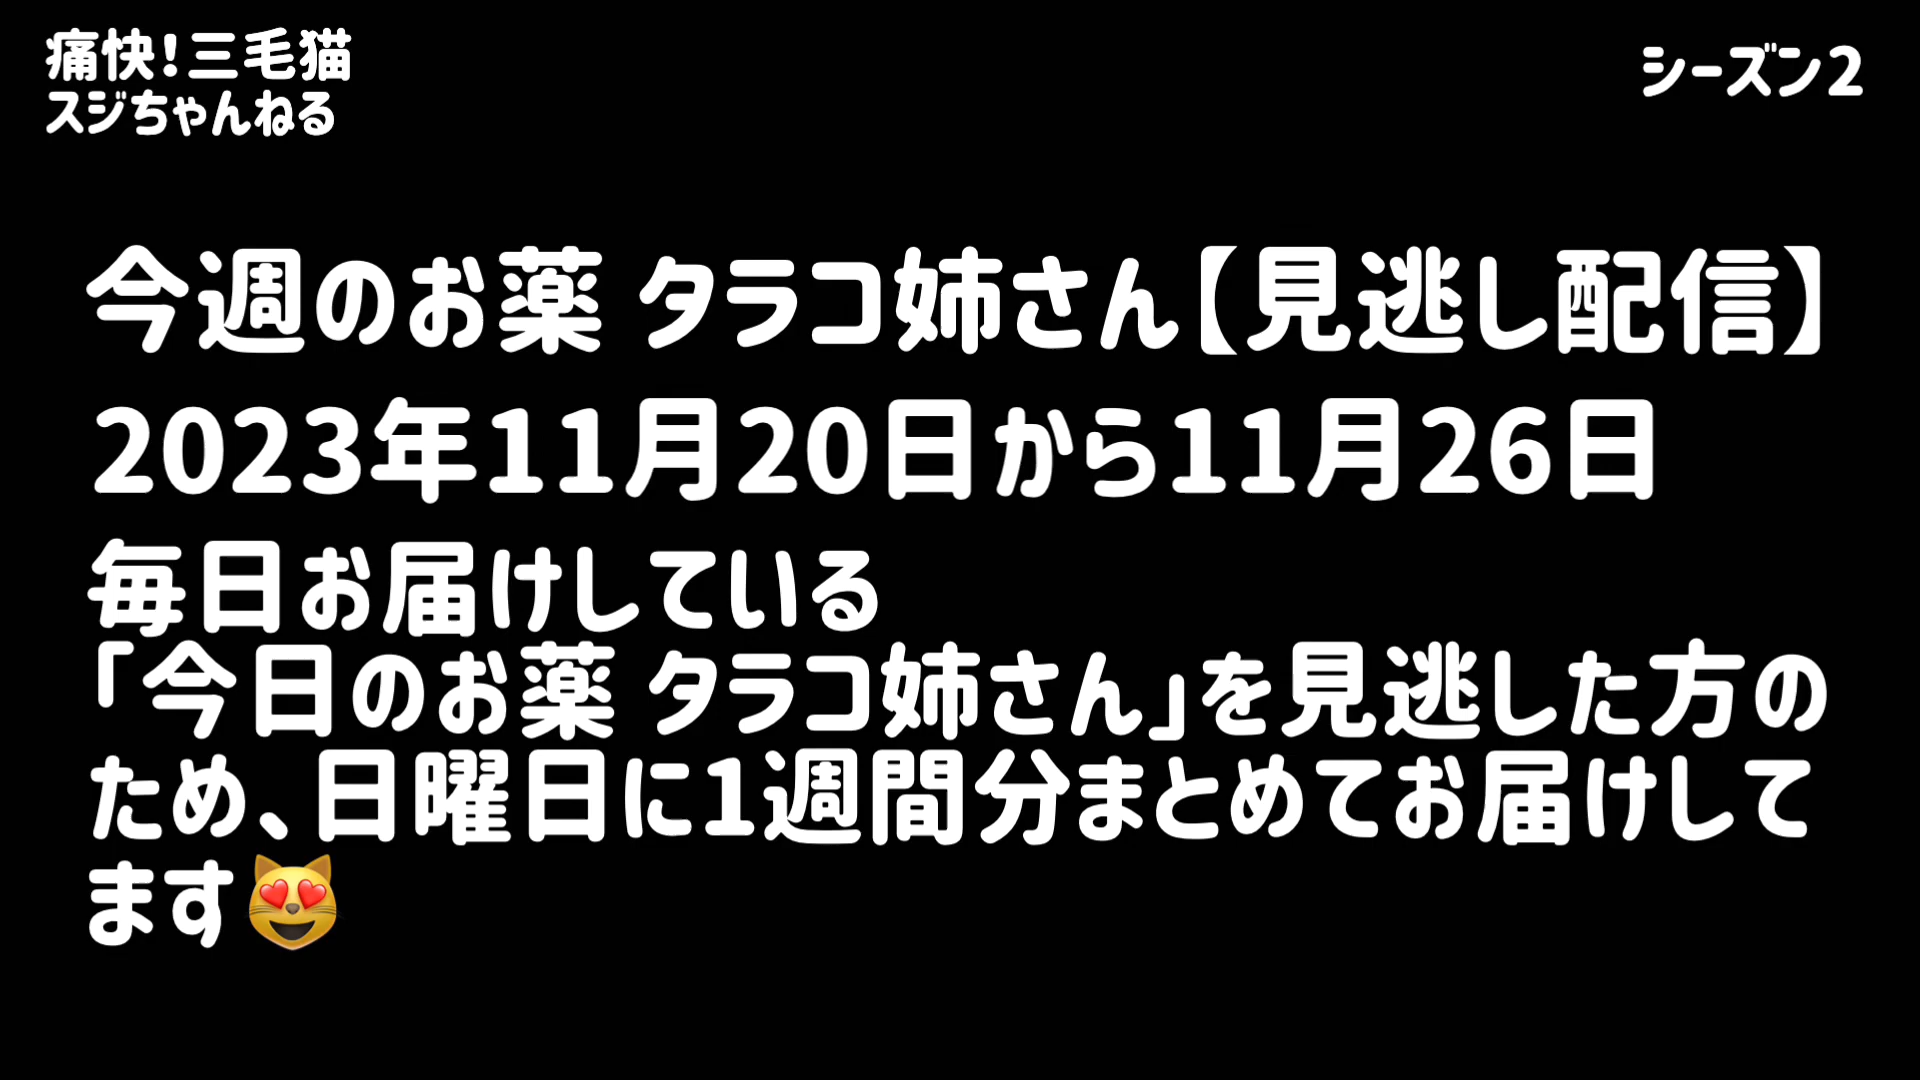 痛快!三毛猫
スジちゃんねる
シーズン2
今週のお薬 タラコ姉さん【見逃し配信】
2023年11月20日から11月26日
毎日お届けしている
「今日のお薬 タラコ姉さん」を見逃した方の
ため、日曜日に1週間分まとめてお届けして
ます😻